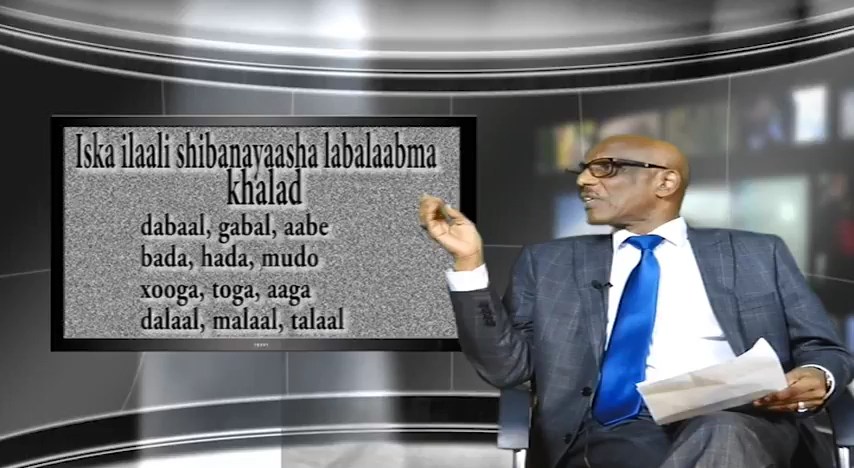 Iska ilaali shibanayaasha labalaabma
khalad
dabaal, gabal, aabe
bada, hada, mudo
xooga, toga, aaga
dalaal, malaal, talaal